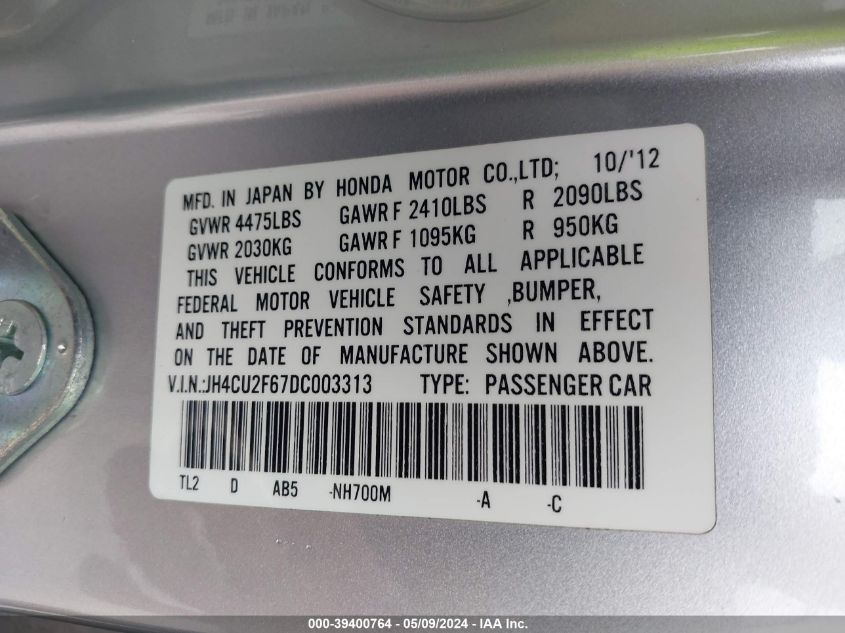 MFD. IN JAPAN BY HONDA MOTOR CO.,LTD; 10/'12
GVWR 4475LBS GAWR F 2410LBS R 2090LBS
GVWR 2030KG GAWR F 1095KG R 950KG
THIS VEHICLE CONFORMS TO ALL APPLICABLE
FEDERAL MOTOR VEHICLE SAFETY ,BUMPER,
AND THEFT PREVENTION STANDARDS IN EFFECT
ON THE DATE OF MANUFACTURE SHOWN ABOVE.
V.I.N.:JH4CU2F67DC003313 TYPE: PASSENGER CAR
TL2 D AB5 -NH700M -A -C
000-39400764 - 05/09/2024 - IAA Inc.